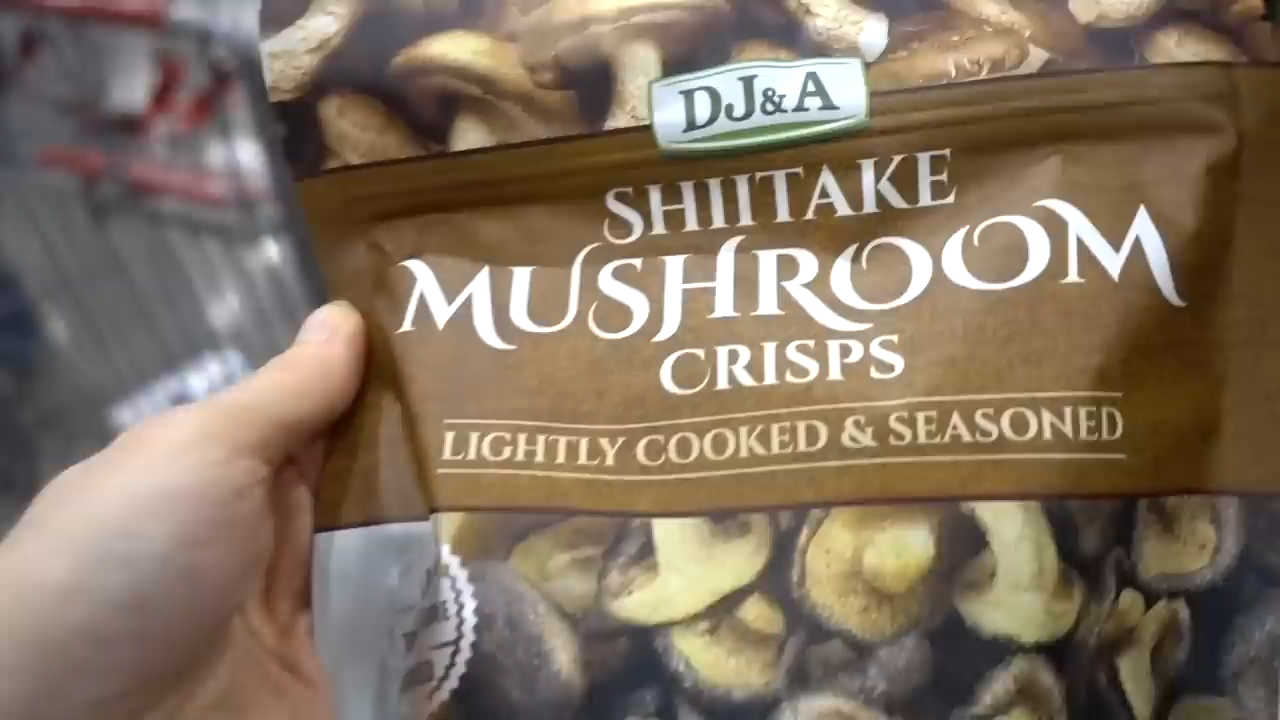 DJ&A
SHIITAKE
MUSHROOM
CRISPS
LIGHTLY COOKED & SEASONED